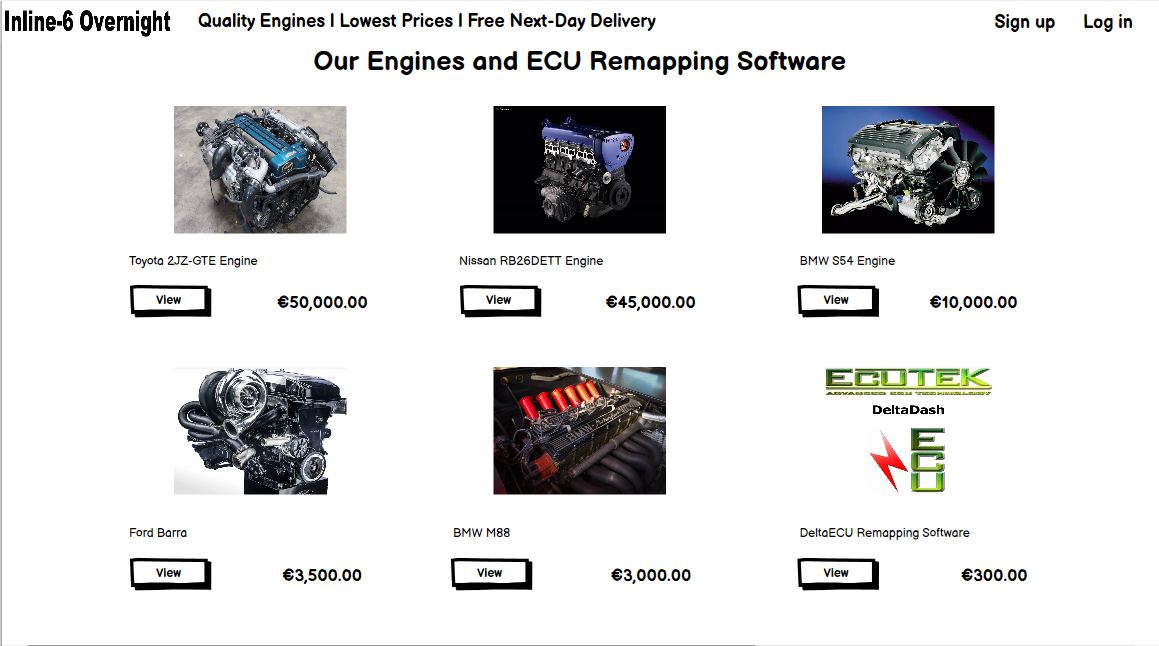 Inline-6 Overnight
Quality Engines I Lowest Prices I Free Next-Day Delivery
Sign up
Log in
Our Engines and ECU Remapping Software
Toyota 2JZ-GTE Engine
View
€50,000.00
Nissan RB26DETT Engine
View
€45,000.00
BMW S54 Engine
View
€10,000.00
Ford Barra
View
€3,500.00
BMW M88
View
€3,000.00
ECUTEK
ADVANCED ECU TECHNOLOGY
DeltaDash
ECU
DeltaECU Remapping Software
View
€300.00